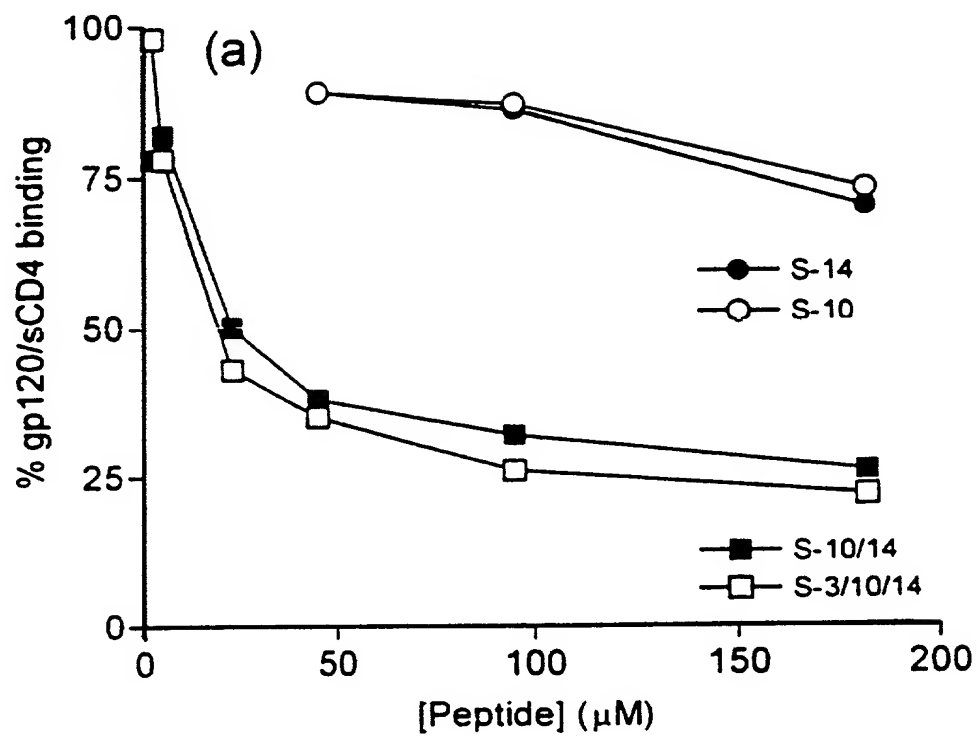 (a)
% gp120/sCD4 binding
100
75
50
25
0
S-14
S-10
S-10/14
S-3/10/14
0 50 100 150 200
[Peptide] (μM)